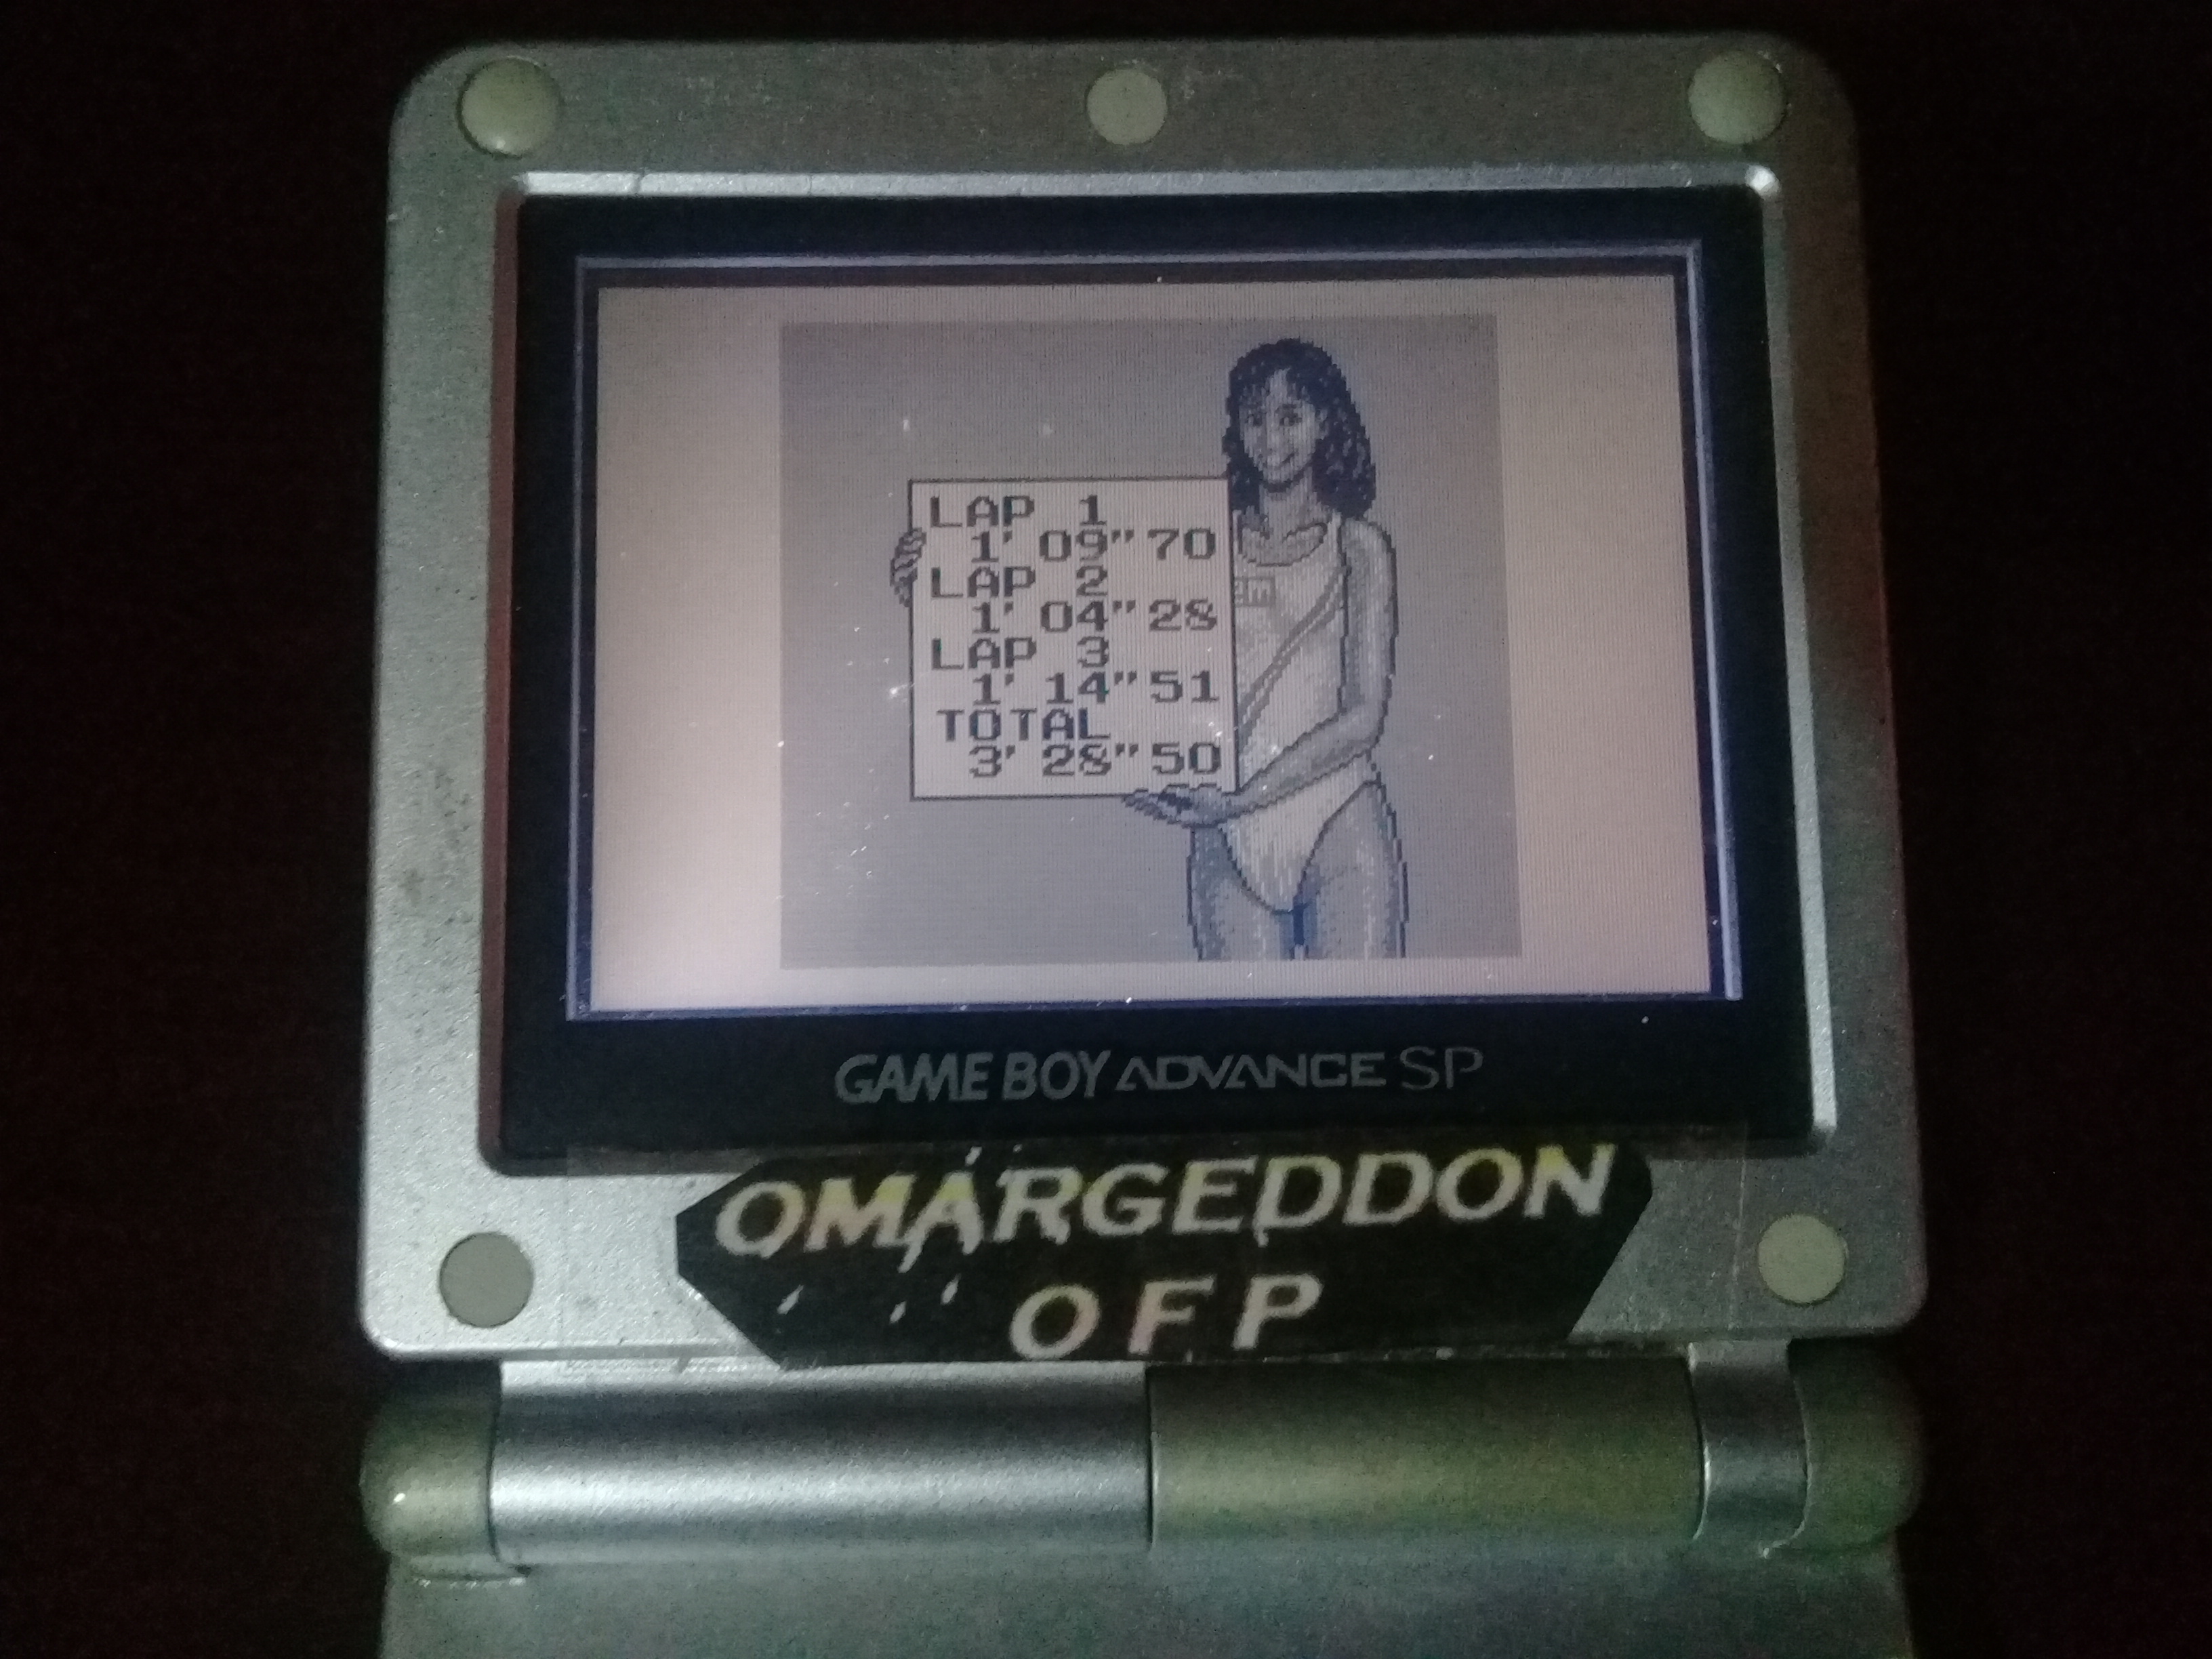 LAP 1
1' 09" 70
LAP 2
1' 04" 28
LAP 3
1' 14" 51
TOTAL
3' 28" 50
GAME BOY ADVANCE SP
OMARGEDDON
OFP